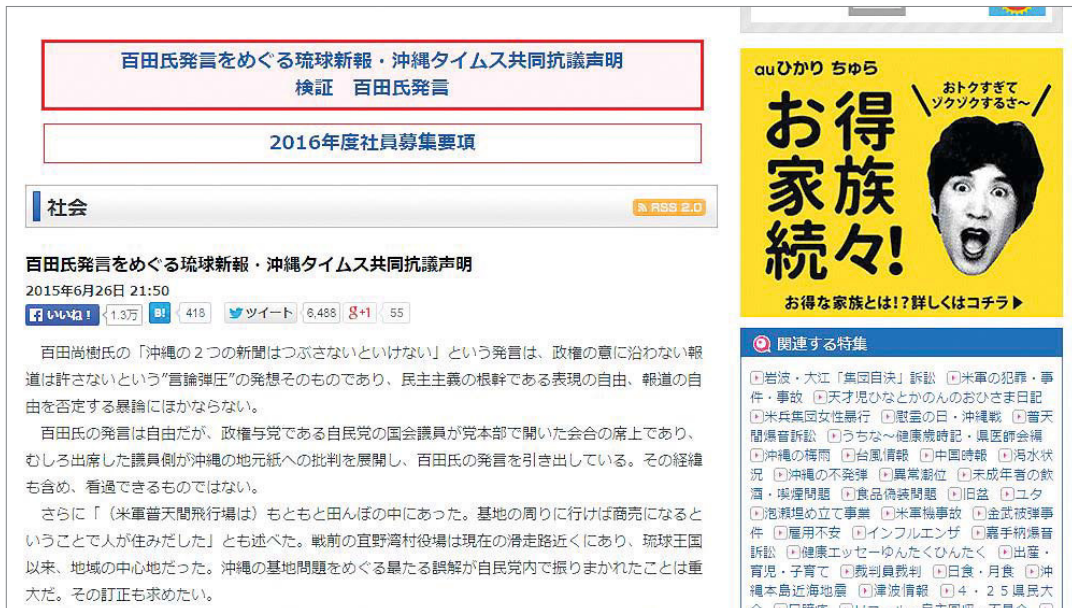 百田氏発言をめぐる琉球新報・沖縄タイムス共同抗議声明
検証　百田氏発言
2016年度社員募集要項
社会
RSS 2.0
百田氏発言をめぐる琉球新報・沖縄タイムス共同抗議声明
2015年6月26日 21:50
いいね！ 1.3万 B! 418 ツイート 6,488 g+1 55
　百田尚樹氏の「沖縄の２つの新聞はつぶさないといけない」という発言は、政権の意に沿わない報
道は許さないという"言論弾圧"の発想そのものであり、民主主義の根幹である表現の自由、報道の自
由を否定する暴論にほかならない。
　百田氏の発言は自由だが、政権与党である自民党の国会議員が党本部で開いた会合の席上であり、
むしろ出席した議員側が沖縄の地元紙への批判を展開し、百田氏の発言を引き出している。その経緯
も含め、看過できるものではない。
　さらに「（米軍普天間飛行場は）もともと田んぼの中にあった。基地の周りに行けば商売になると
いうことで人が住みだした」とも述べた。戦前の宜野湾村役場は現在の滑走路近くにあり、琉球王国
以来、地域の中心地だった。沖縄の基地問題をめぐる最たる誤解が自民党内で振りまかれたことは重
大だ。その訂正も求めたい。
auひかり ちゅら
おトクすぎて
ゾクゾクするさ～
お得
家族
続々!
お得な家族とは!?詳しくはコチラ▶
関連する特集
岩波・大江「集団自決」訴訟 米軍の犯罪・事
件・事故 天才児ひなとかのんのおひさま日記
米兵集団女性暴行 慰霊の日・沖縄戦 普天
間爆音訴訟 うちな～健康歳時記・県医師会編
沖縄の梅雨 台風情報 中国時報 渇水状
況 沖縄の不発弾 異常潮位 未成年者の飲
酒・喫煙問題 食品偽装問題 旧盆 ユタ
泡瀬埋め立て事業 米軍機事故 金武被弾事
件 雇用不安 インフルエンザ 嘉手納爆音
訴訟 健康エッセーゆんたくひんたく 出産・
育児・子育て 裁判員裁判 日食・月食 沖
縄本島近海地震 津波情報 ４・２５県民大